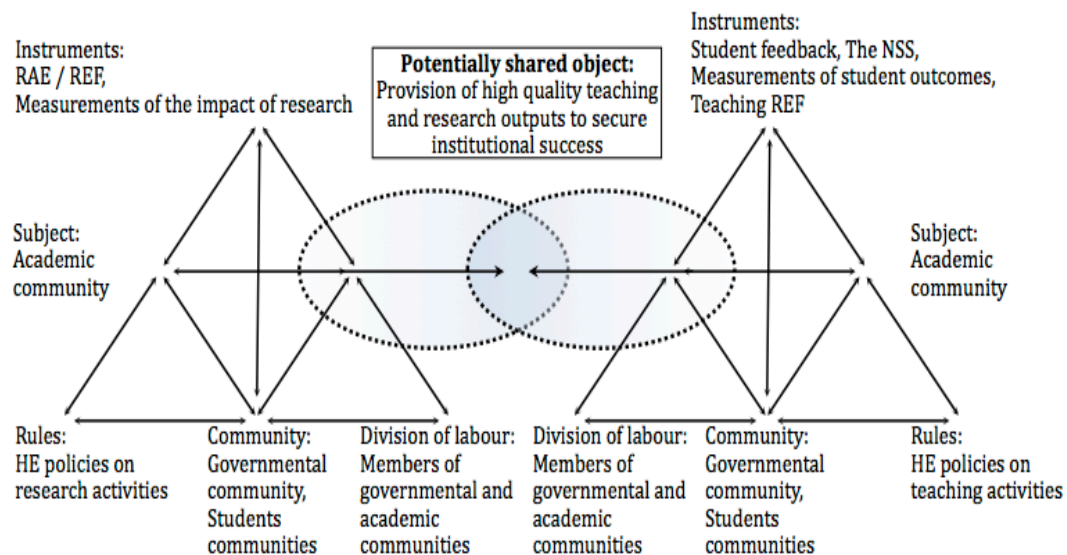 Instruments:
RAE / REF,
Measurements of the impact of research
Potentially shared object:
Provision of high quality teaching
and research outputs to secure
institutional success
Instruments:
Student feedback, The NSS,
Measurements of student outcomes,
Teaching REF
Subject:
Academic
community
Subject:
Academic
community
Rules:
HE policies on
research activities
Community:
Governmental
community,
Students
communities
Division of labour:
Members of
governmental and
academic
communities
Division of labour:
Members of
governmental and
academic
communities
Community:
Governmental
community,
Students
communities
Rules:
HE policies on
teaching activities